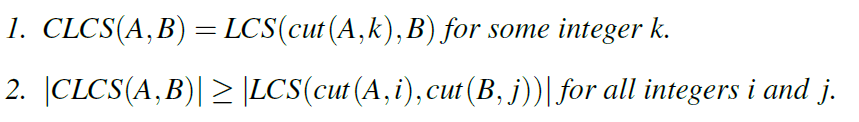 1. CLCS(A,B) = LCS(cut(A,k),B) for some integer k.
2. |CLCS(A,B)| ≥ |LCS(cut(A,i),cut(B,j))| for all integers i and j.